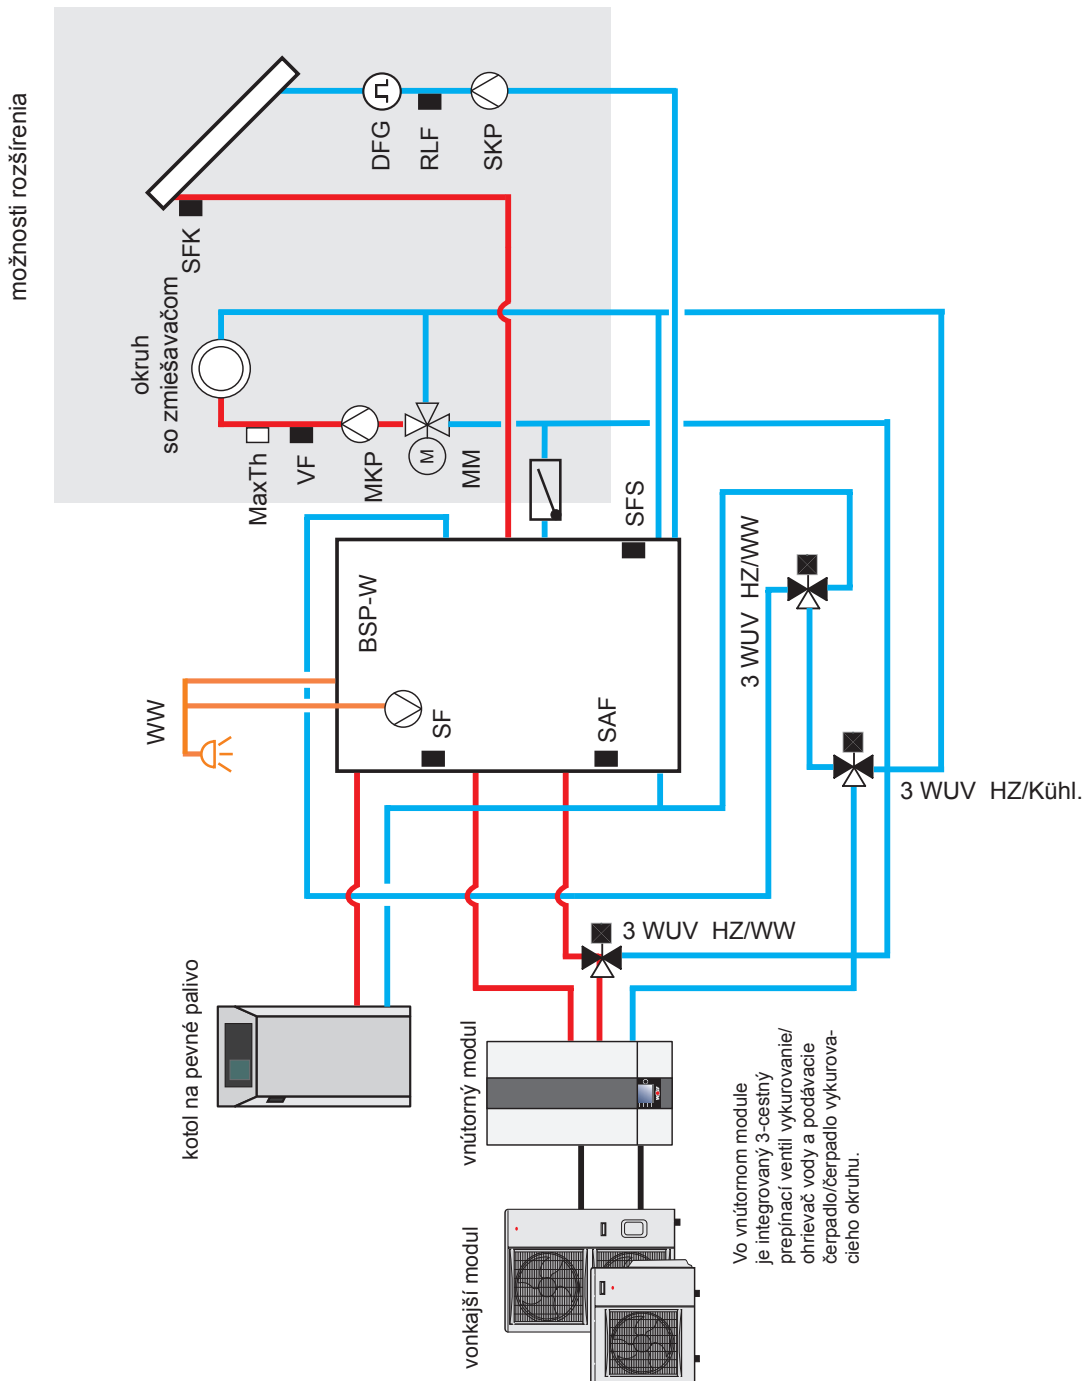 možnosti rozšírenia
DFG
RLF
SKP
SFK
okruh
so zmiešavačom
MaxTh
VF
MKP
M
MM
SFS
BSP-W
WW
SF
SAF
3 WUV HZ/WW
3 WUV HZ/Kühl.
3 WUV HZ/WW
kotol na pevné palivo
vnútorný modul
vonkajší modul
Vo vnútornom module
je integrovaný 3-cestný
prepínací ventil vykurovanie/
ohrievač vody a podávacie
čerpadlo/čerpadlo vykurova-
cieho okruhu.